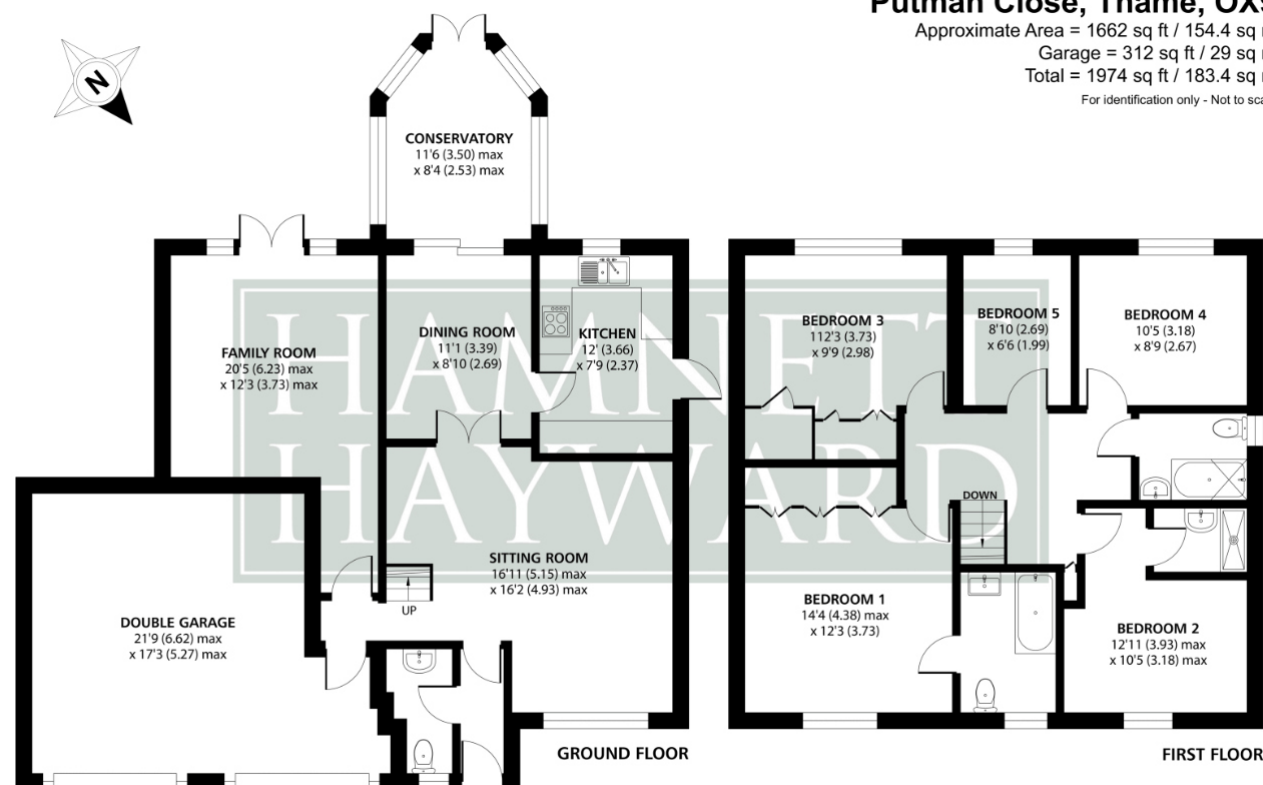 Putman Close, Thame, OX9
Approximate Area = 1662 sq ft / 154.4 sq m
Garage = 312 sq ft / 29 sq m
Total = 1974 sq ft / 183.4 sq m
For identification only - Not to sca
N
CONSERVATORY
11'6 (3.50) max
x 8'4 (2.53) max
FAMILY ROOM
20'5 (6.23) max
x 12'3 (3.73) max
DINING ROOM
11'1 (3.39)
x 8'10 (2.69)
KITCHEN
12' (3.66)
x 7'9 (2.37)
SITTING ROOM
16'11 (5.15) max
x 16'2 (4.93) max
UP
DOUBLE GARAGE
21'9 (6.62) max
x 17'3 (5.27) max
GROUND FLOOR
BEDROOM 3
112'3 (3.73)
x 9'9 (2.98)
BEDROOM 5
8'10 (2.69)
x 6'6 (1.99)
BEDROOM 4
10'5 (3.18)
x 8'9 (2.67)
DOWN
BEDROOM 1
14'4 (4.38) max
x 12'3 (3.73)
BEDROOM 2
12'11 (3.93) max
x 10'5 (3.18) max
FIRST FLOOR
HAMNETT
HAYWARD